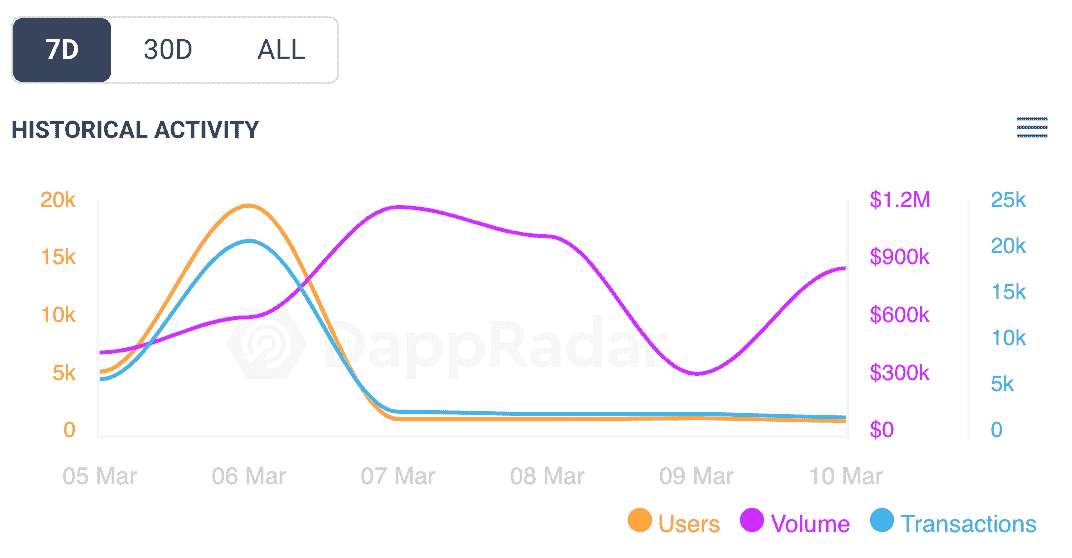 7D 30D ALL
HISTORICAL ACTIVITY
20k $1.2M 25k
20k
15k $900k
15k
10k $600k
10k
5k $300k
5k
0 $0 0
DappRadar
05 Mar 06 Mar 07 Mar 08 Mar 09 Mar 10 Mar
Users Volume Transactions